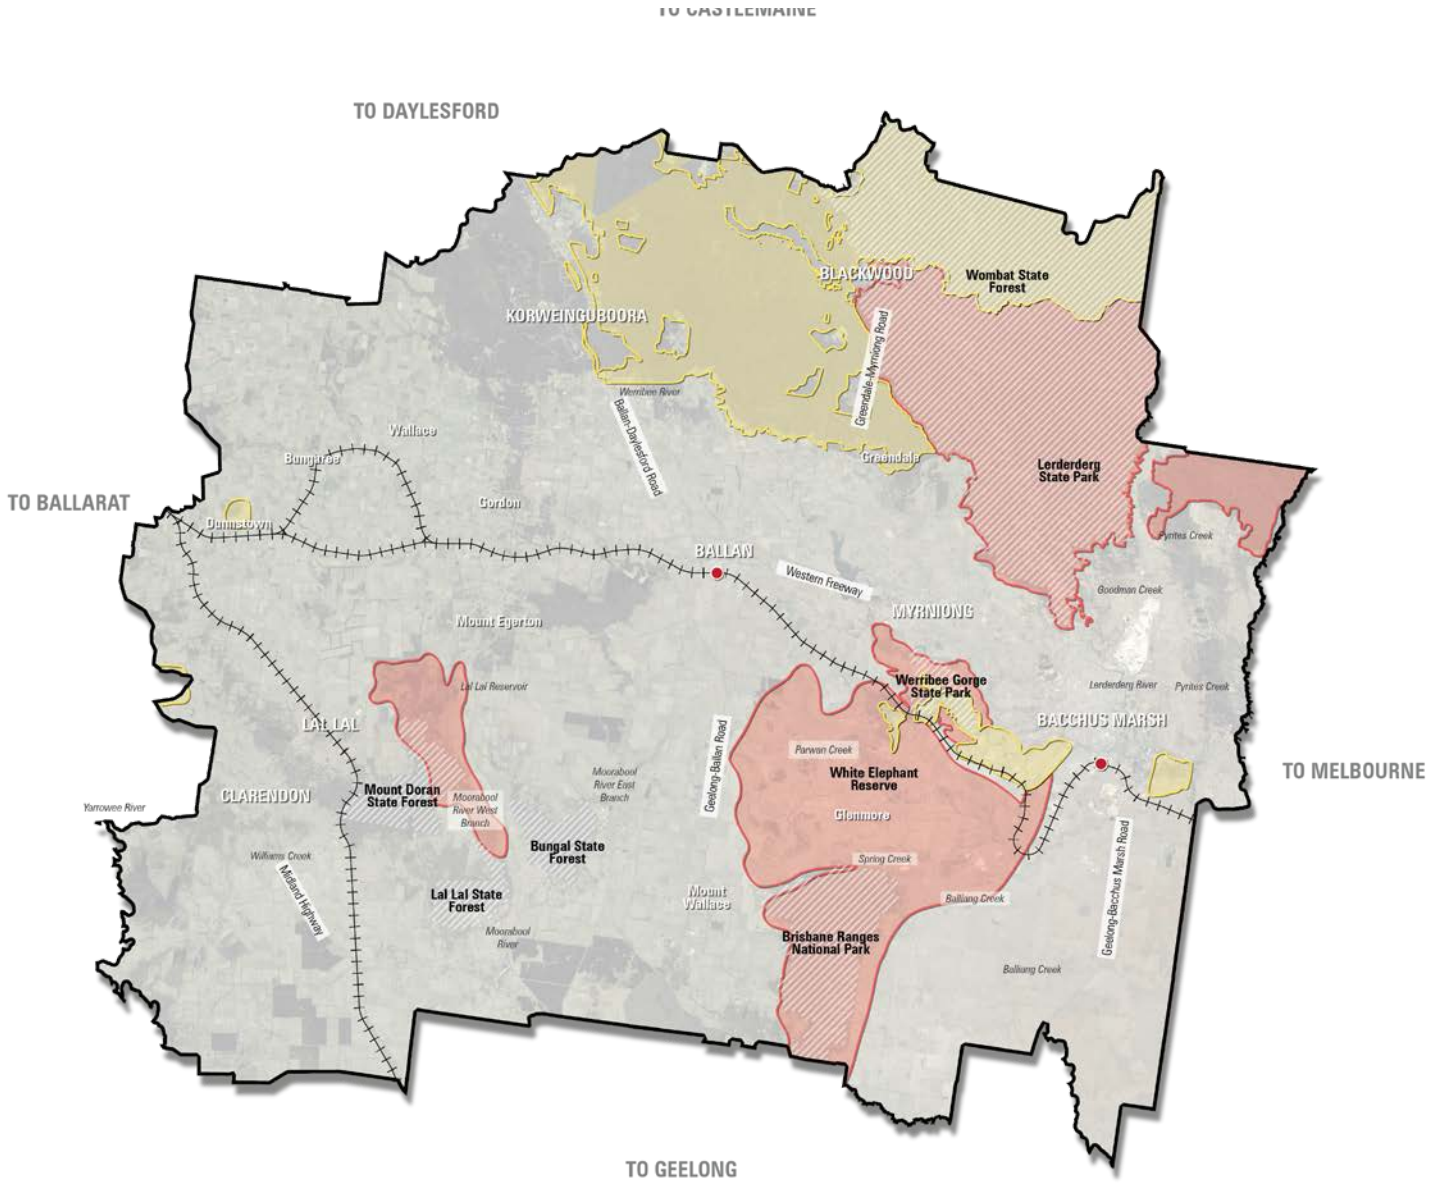 TO CASTLEMAINE
TO DAYLESFORD
BLACKWOOD
Wombat State
Forest
KORWEINGUBOORA
Greendale-Myrniong Road
Werribee River
Ballan-Daylesford Road
Wallace
Bungaree
Greendale
Lerderderg
State Park
TO BALLARAT
Gordon
Dunnstown
Pyrites Creek
BALLAN
Western Freeway
Goodman Creek
MYRNIONG
Mount Egerton
Lal Lal Reservoir
Werribee Gorge
State Park
Lerderderg River
Pyrites Creek
LAL LAL
BACCHUS MARSH
Geelong-Ballan Road
Parwan Creek
White Elephant
Reserve
TO MELBOURNE
Moorabool
River East
Branch
Mount Doran
State Forest
CLARENDON
Moorabool
River West
Branch
Yarrowee River
Glenmore
Bungal State
Forest
Williams Creek
Spring Creek
Midland Highway
Geelong-Bacchus Marsh Road
Lal Lal State
Forest
Mount
Wallace
Balliang Creek
Moorabool
River
Brisbane Ranges
National Park
Balliang Creek
TO GEELONG